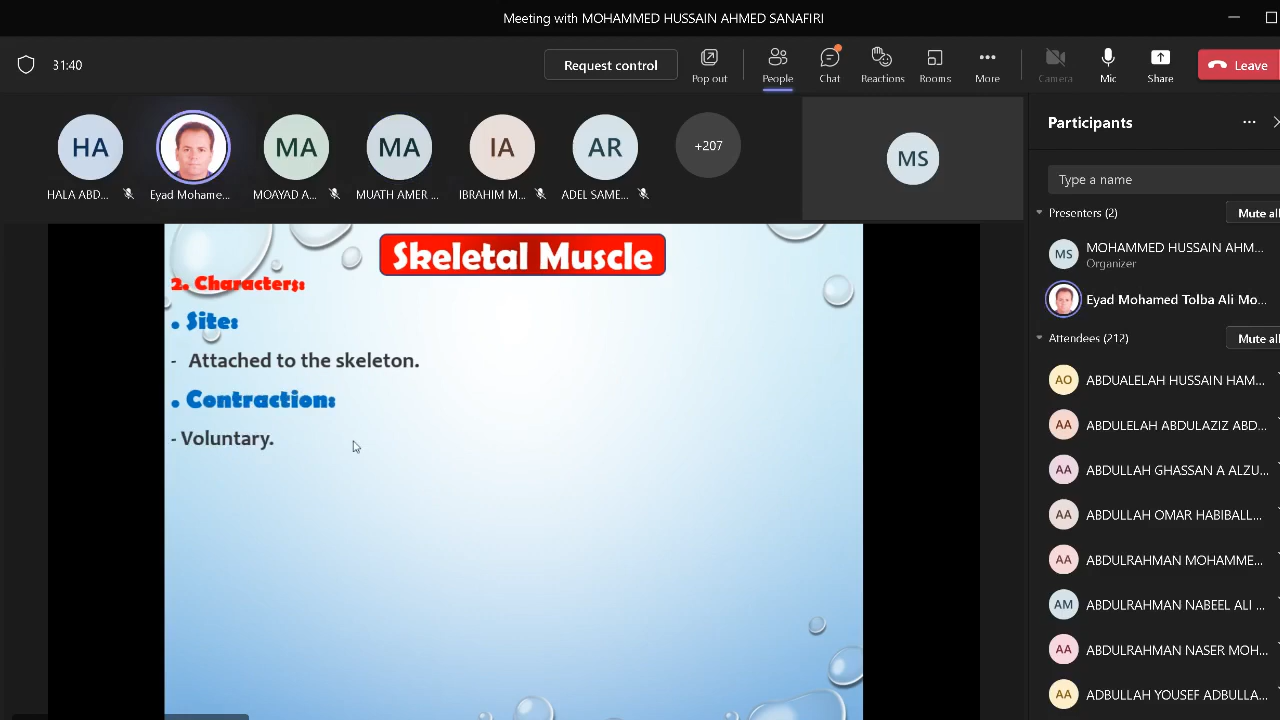 Meeting with MOHAMMED HUSSAIN AHMED SANAFIRI
31:40
Request control
Pop out
People
Chat
Reactions
Rooms
More
Camera
Mic
Share
Leave
HA
MA
MA
IA
AR
+207
MS
HALA ABD...
Eyad Mohame...
MOAYAD A...
MUATH AMER ...
IBRAHIM M...
ADEL SAME...
Participants
Type a name
Presenters (2)
Mute all
MS
MOHAMMED HUSSAIN AHM...
Organizer
Eyad Mohamed Tolba Ali Mo...
Attendees (212)
Mute all
AO ABDUALELAH HUSSAIN HAM...
AA ABDULELAH ABDULAZIZ ABD...
AA ABDULLAH GHASSAN A ALZU...
AA ABDULLAH OMAR HABIBALL...
AA ABDULRAHMAN MOHAMME...
AM ABDULRAHMAN NABEEL ALI ...
AA ABDULRAHMAN NASER MOH...
AA ADBULLAH YOUSEF ADBULLA...
Skeletal Muscle
2. Characters:
• Site:
- Attached to the skeleton.
• Contraction:
- Voluntary.